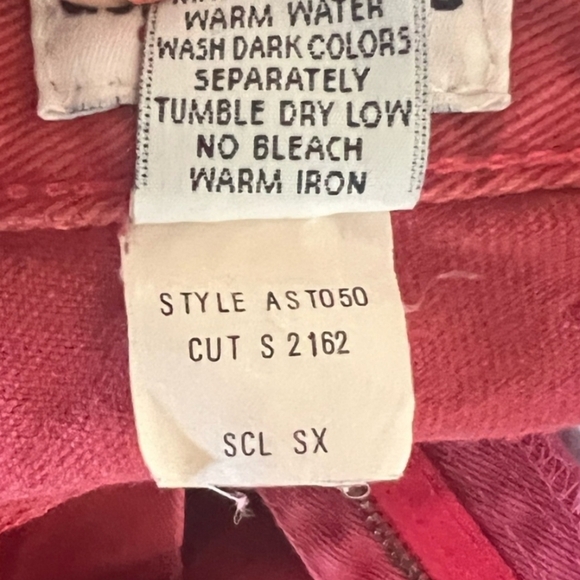 WARM WATER
WASH DARK COLORS
SEPARATELY
TUMBLE DRY LOW
NO BLEACH
WARM IRON
STYLE AST050
CUT S 2162
SCL SX